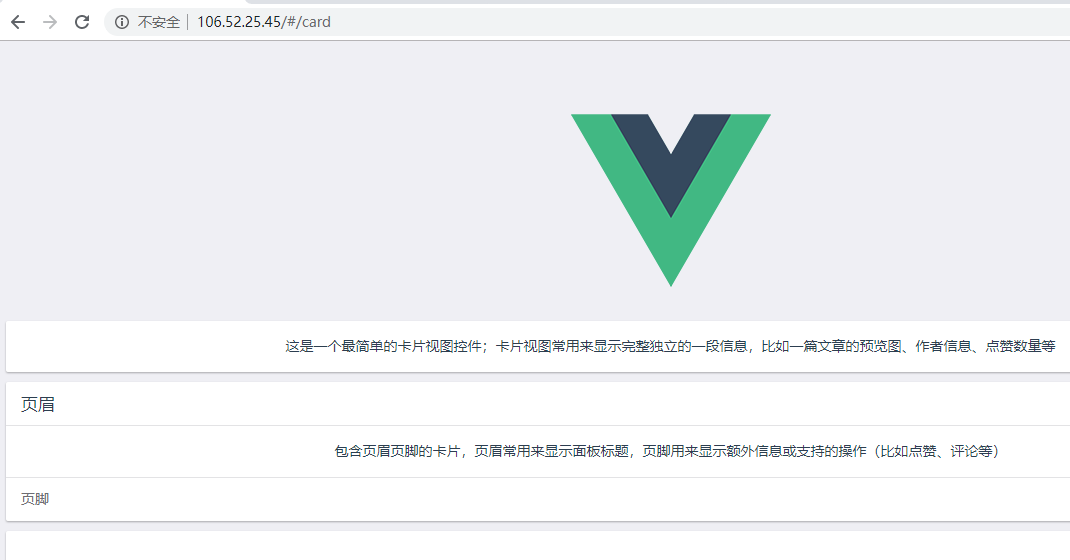 不安全 106.52.25.45/#/card
这是一个最简单的卡片视图控件；卡片视图常用来显示完整独立的一段信息，比如一篇文章的预览图、作者信息、点赞数量等
页眉
包含页眉页脚的卡片，页眉常用来显示面板标题，页脚用来显示额外信息或支持的操作（比如点赞、评论等）
页脚